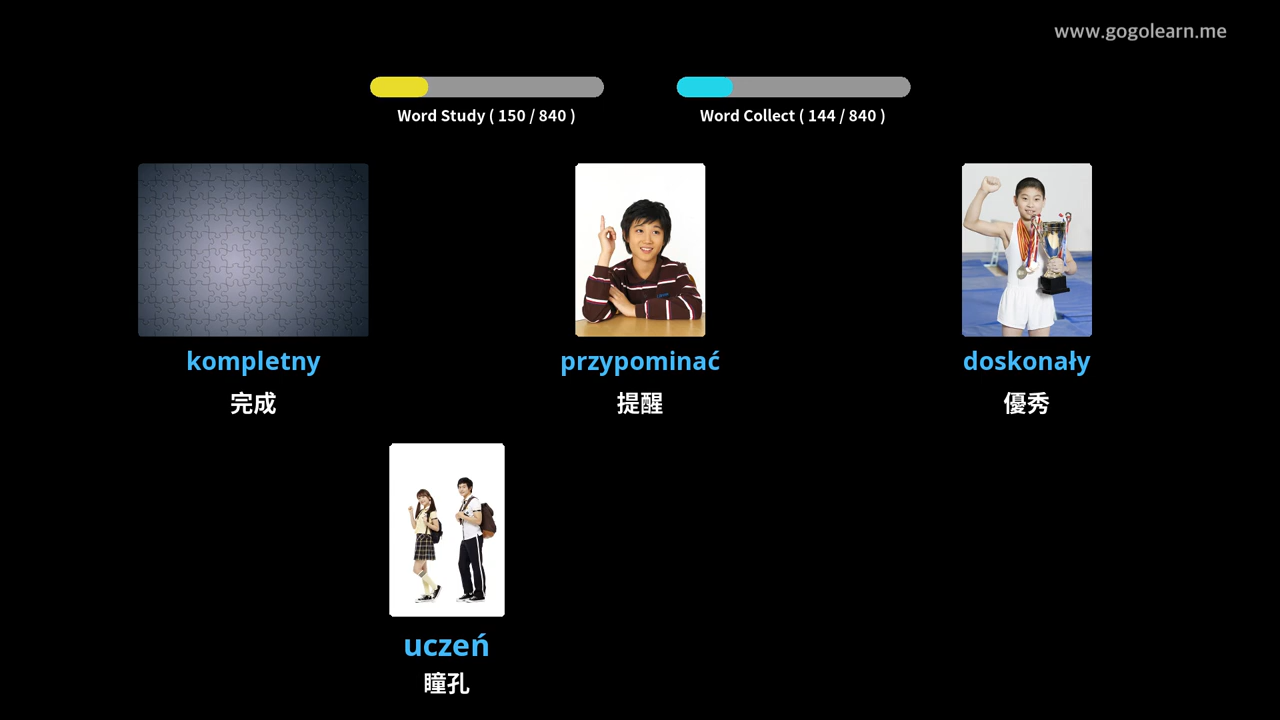 www.gogolearn.me
Word Study ( 150 / 840 )
Word Collect ( 144 / 840 )
kompletny
przypominać
doskonały
完成
提醒
優秀
uczeń
瞳孔